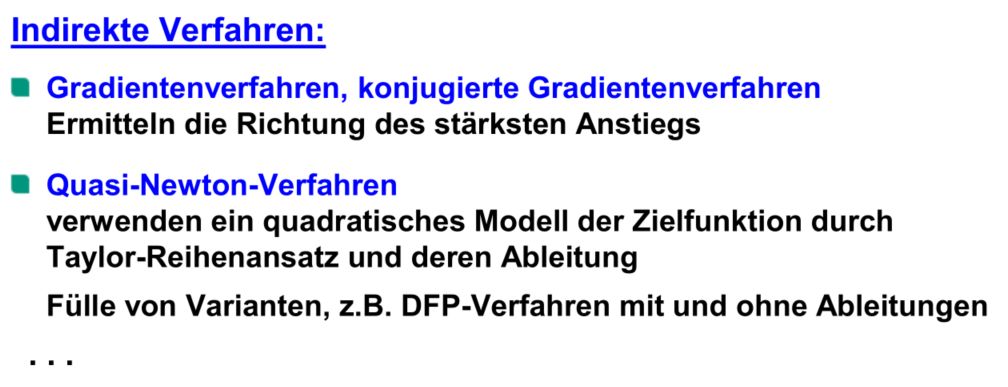 Indirekte Verfahren:
Gradientenverfahren, konjugierte Gradientenverfahren
Ermitteln die Richtung des stärksten Anstiegs
Quasi-Newton-Verfahren
verwenden ein quadratisches Modell der Zielfunktion durch
Taylor-Reihenansatz und deren Ableitung
Fülle von Varianten, z.B. DFP-Verfahren mit und ohne Ableitungen
. . .